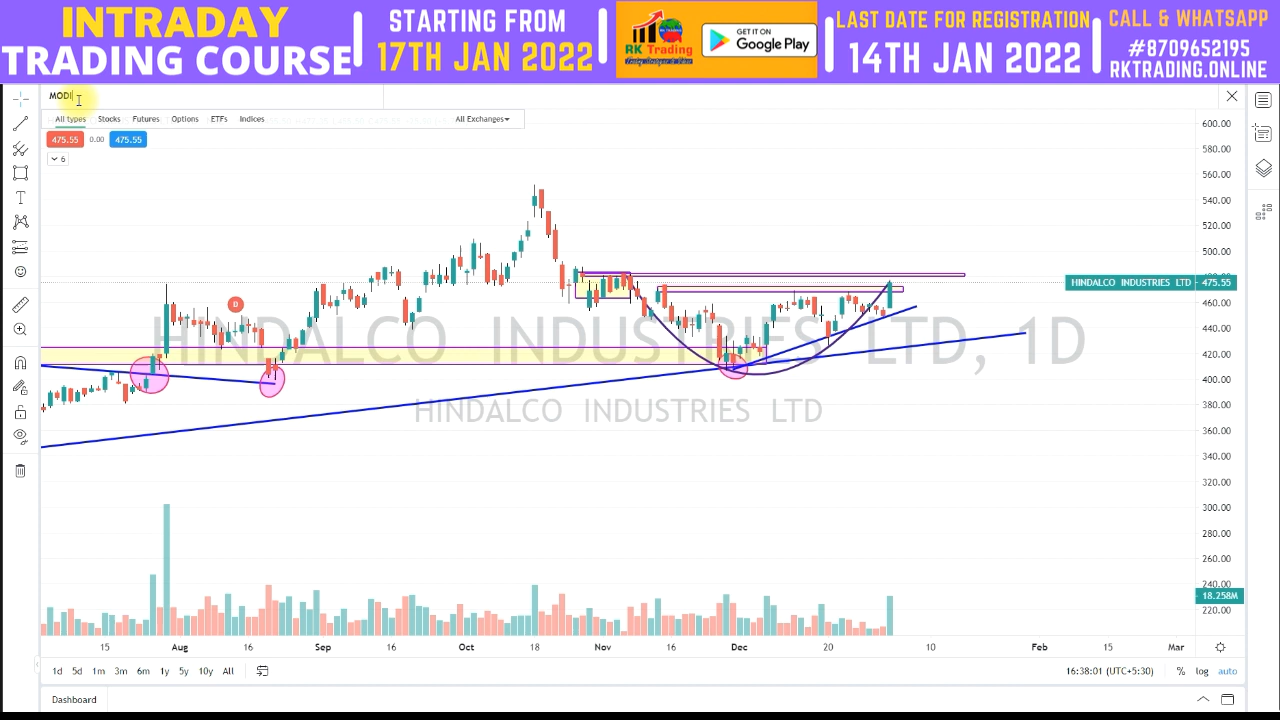 INTRADAY
TRADING COURSE
STARTING FROM
17TH JAN 2022
RK Trading
GET IT ON
Google Play
LAST DATE FOR REGISTRATION
14TH JAN 2022
CALL & WHATSAPP
#8709652195
RKTRADING.ONLINE
MODI
All types Stocks Futures Options ETFs Indices All Exchanges
475.55 0.00 475.55
6
D
HINDALCO INDUSTRIES LTD, 1D
HINDALCO INDUSTRIES LTD
600.00
580.00
560.00
540.00
520.00
500.00
HINDALCO INDUSTRIES LTD 475.55
460.00
440.00
420.00
400.00
380.00
360.00
340.00
320.00
300.00
280.00
260.00
240.00
18.258M
220.00
15 Aug 16 Sep 16 Oct 18 Nov 16 Dec 20 10 Feb 15 Mar
1d 5d 1m 3m 6m 1y 5y 10y All 16:38:01 (UTC+5:30) % log auto
Dashboard